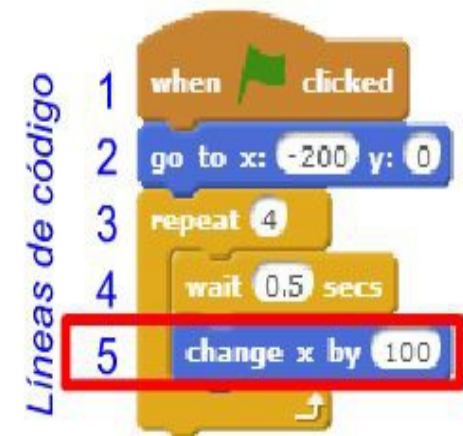 Líneas de código
1 when clicked
2 go to x: -200 y: 0
3 repeat 4
4 wait 0.5 secs
5 change x by 100